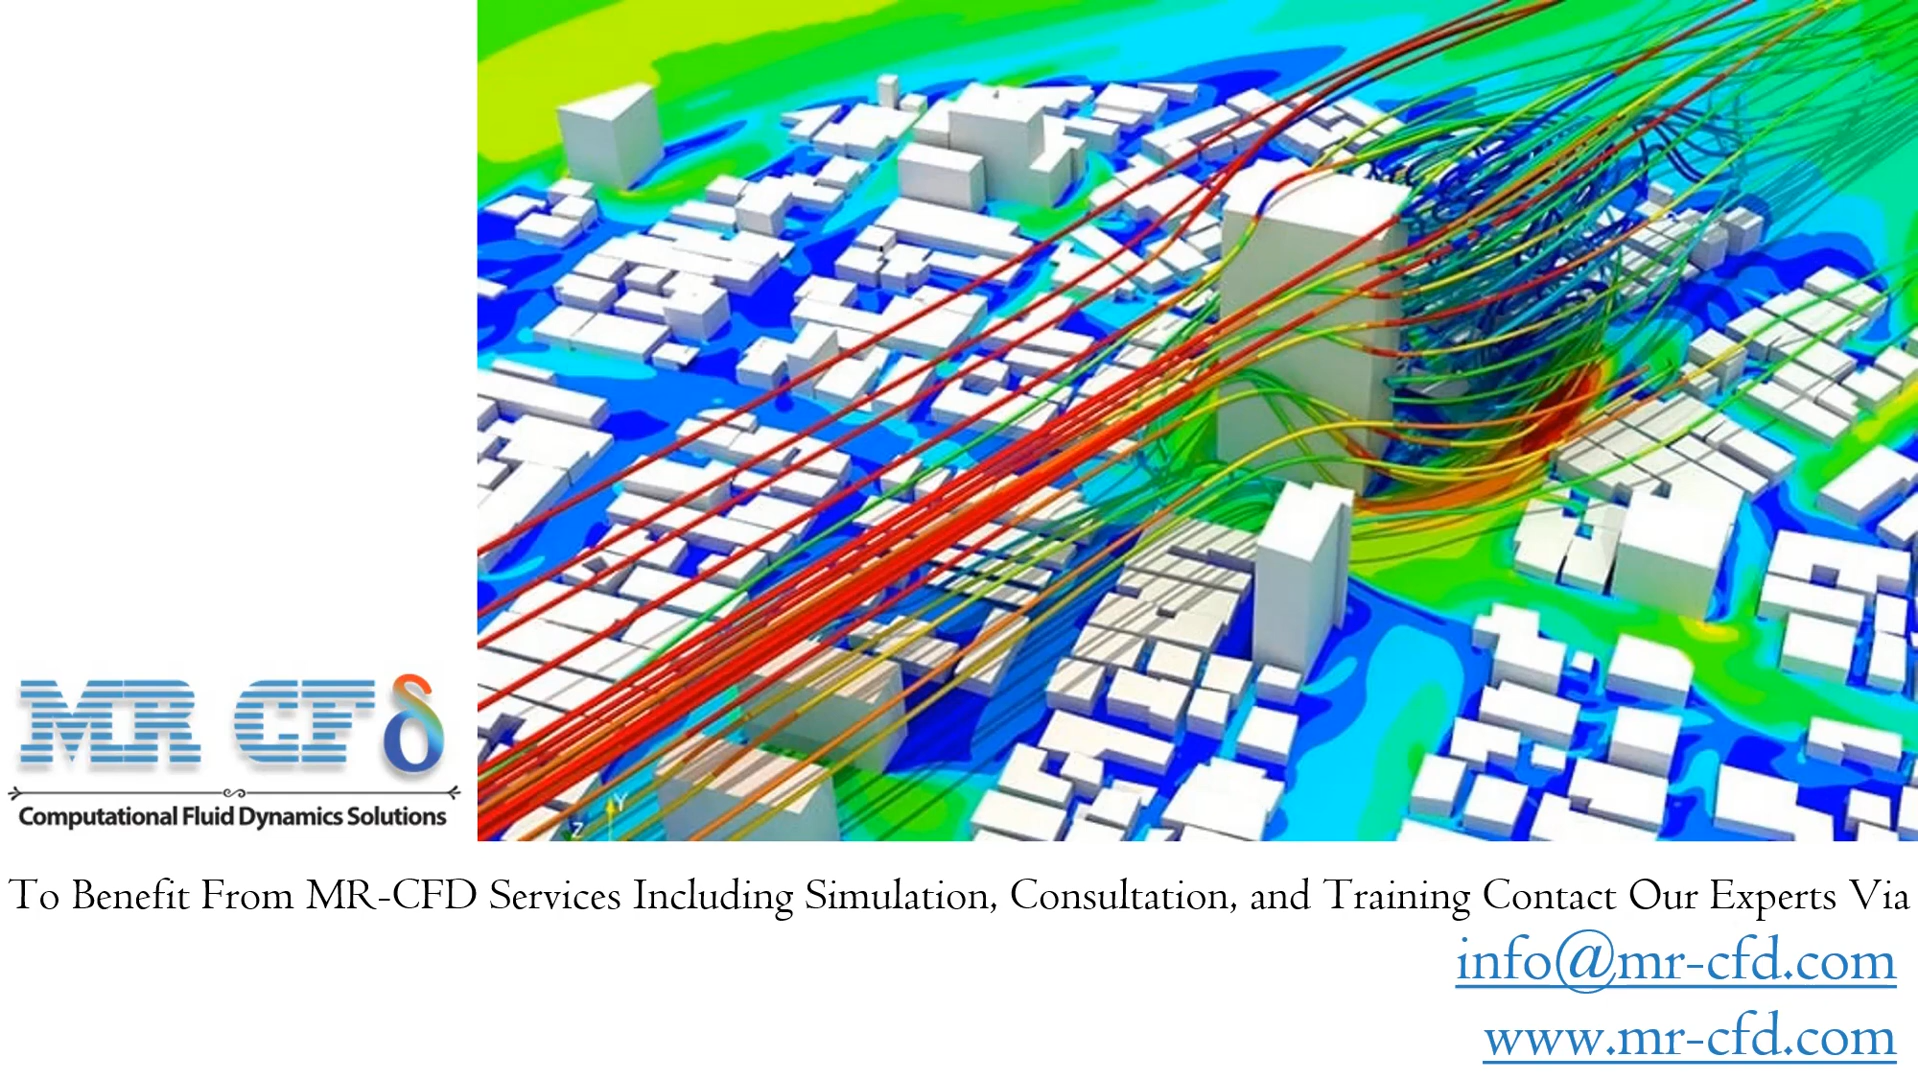 MR CFδ
Computational Fluid Dynamics Solutions
Y
Z
To Benefit From MR-CFD Services Including Simulation, Consultation, and Training Contact Our Experts Via
info@mr-cfd.com
www.mr-cfd.com